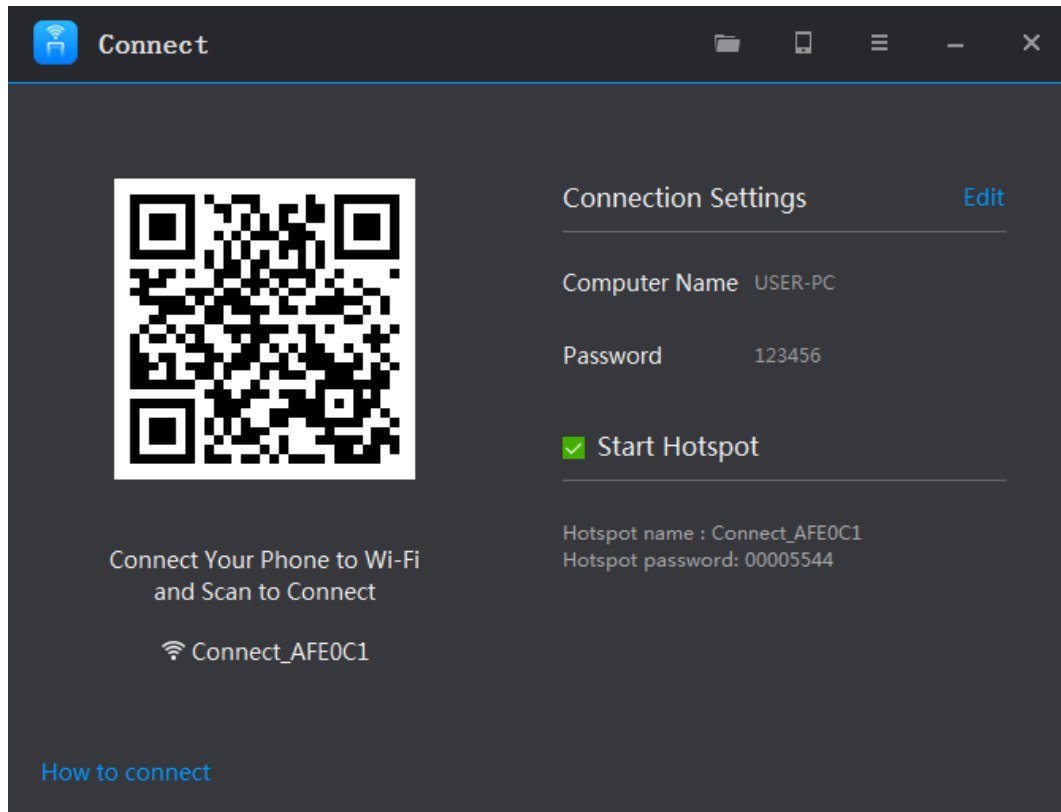 Connect
Connection Settings
Edit
Computer Name USER-PC
Password 123456
Start Hotspot
Hotspot name : Connect_AFE0C1
Hotspot password: 00005544
Connect Your Phone to Wi-Fi
and Scan to Connect
Connect_AFE0C1
How to connect